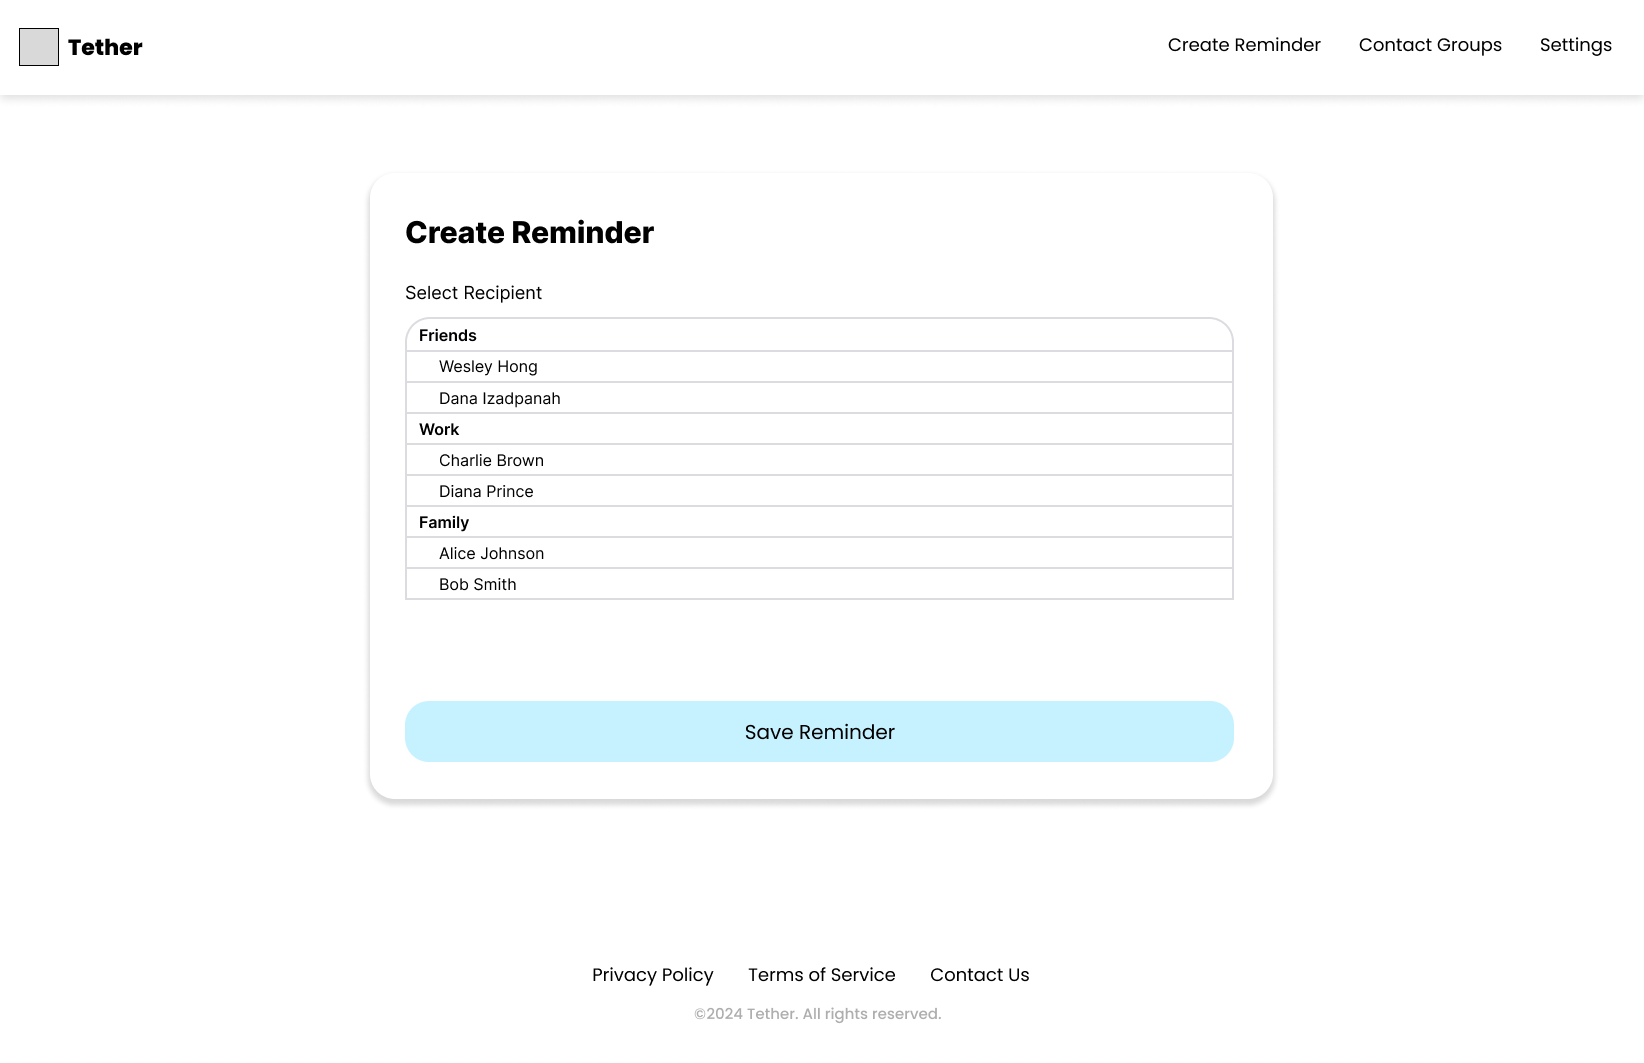 Tether
Create Reminder Contact Groups Settings
Create Reminder
Select Recipient
Friends
Wesley Hong
Dana Izadpanah
Work
Charlie Brown
Diana Prince
Family
Alice Johnson
Bob Smith
Save Reminder
Privacy Policy Terms of Service Contact Us
©2024 Tether. All rights reserved.